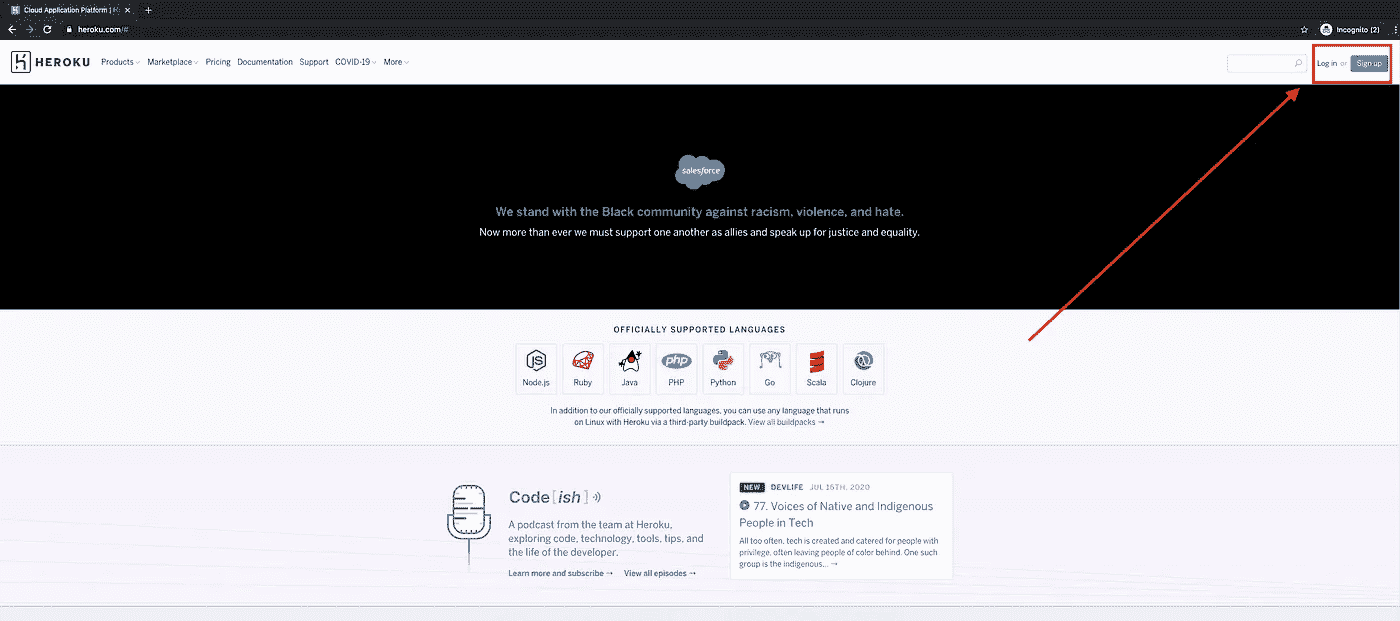 Cloud Application Platform |
heroku.com/#
Incognito (2)
HEROKU
Products
Marketplace
Pricing
Documentation
Support
COVID-19
More
Log in or
Sign up
salesforce
We stand with the Black community against racism, violence, and hate.
Now more than ever we must support one another as allies and speak up for justice and equality.
OFFICIALLY SUPPORTED LANGUAGES
JS
php
Node.js
Ruby
Java
PHP
Python
Go
Scala
Clojure
In addition to our officially supported languages, you can use any language that runs
on Linux with Heroku via a third-party buildpack. View all buildpacks →
Code[ish]
A podcast from the team at Heroku,
exploring code, technology, tools, tips, and
the life of the developer.
Learn more and subscribe →
View all episodes →
NEW DEVLIFE JUL 15TH, 2020
77. Voices of Native and Indigenous
People in Tech
All too often, tech is created and catered for people with
privilege, often leaving people of color behind. One such
group is the indigenous... →